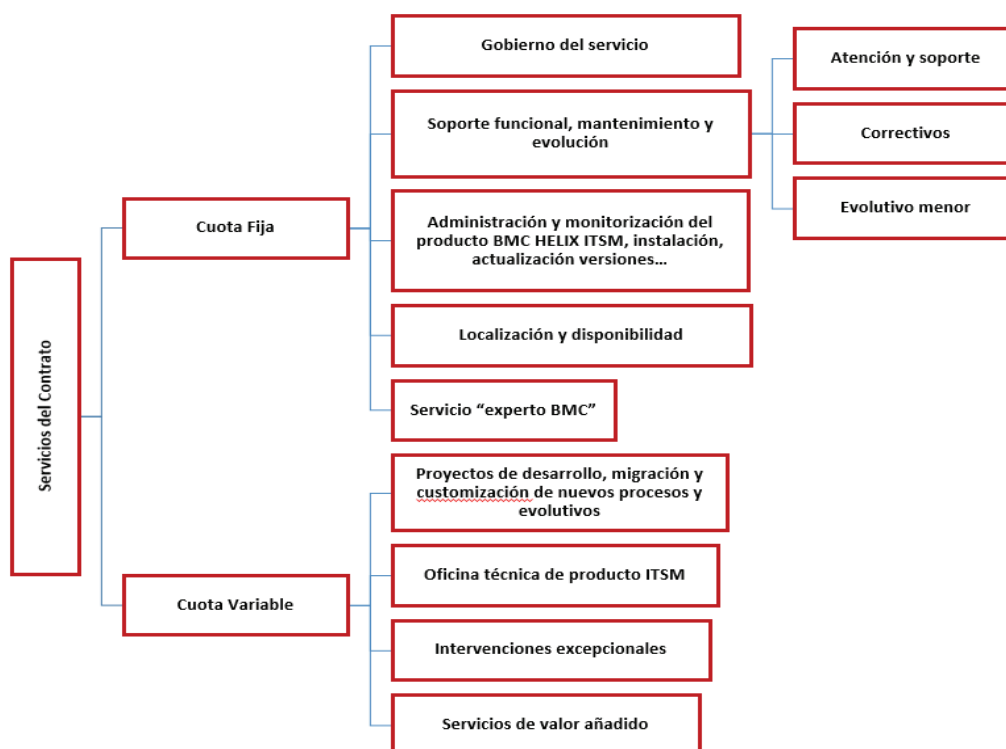 Servicios del Contrato
Cuota Fija
Gobierno del servicio
Soporte funcional, mantenimiento y
evolución
Atención y soporte
Correctivos
Evolutivo menor
Administración y monitorización del
producto BMC HELIX ITSM, instalación,
actualización versiones...
Localización y disponibilidad
Servicio “experto BMC”
Cuota Variable
Proyectos de desarrollo, migración y
customización de nuevos procesos y
evolutivos
Oficina técnica de producto ITSM
Intervenciones excepcionales
Servicios de valor añadido